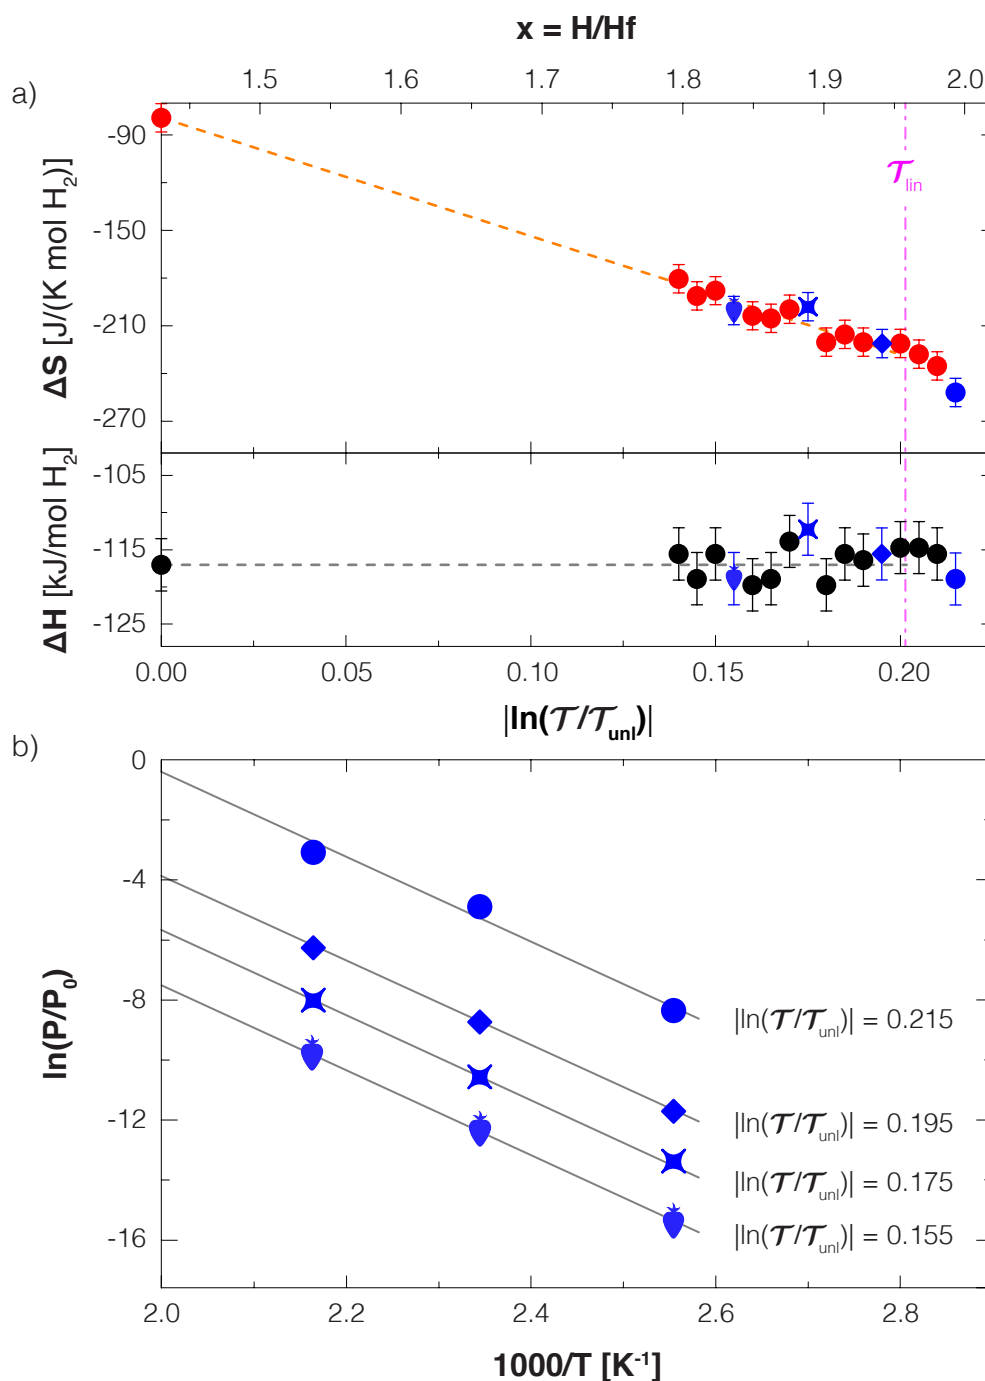 x = H/Hf
a)
1.5 1.6 1.7 1.8 1.9 2.0
-90
-150
-210
-270
ΔS [J/(K mol H₂)]
𝒯lin
-105
-115
-125
ΔH [kJ/mol H₂]
0.00 0.05 0.10 0.15 0.20
|ln(𝒯/𝒯unl)|
b)
0
-4
-8
-12
-16
ln(P/P₀)
|ln(𝒯/𝒯unl)| = 0.215
|ln(𝒯/𝒯unl)| = 0.195
|ln(𝒯/𝒯unl)| = 0.175
|ln(𝒯/𝒯unl)| = 0.155
2.0 2.2 2.4 2.6 2.8
1000/T [K⁻¹]